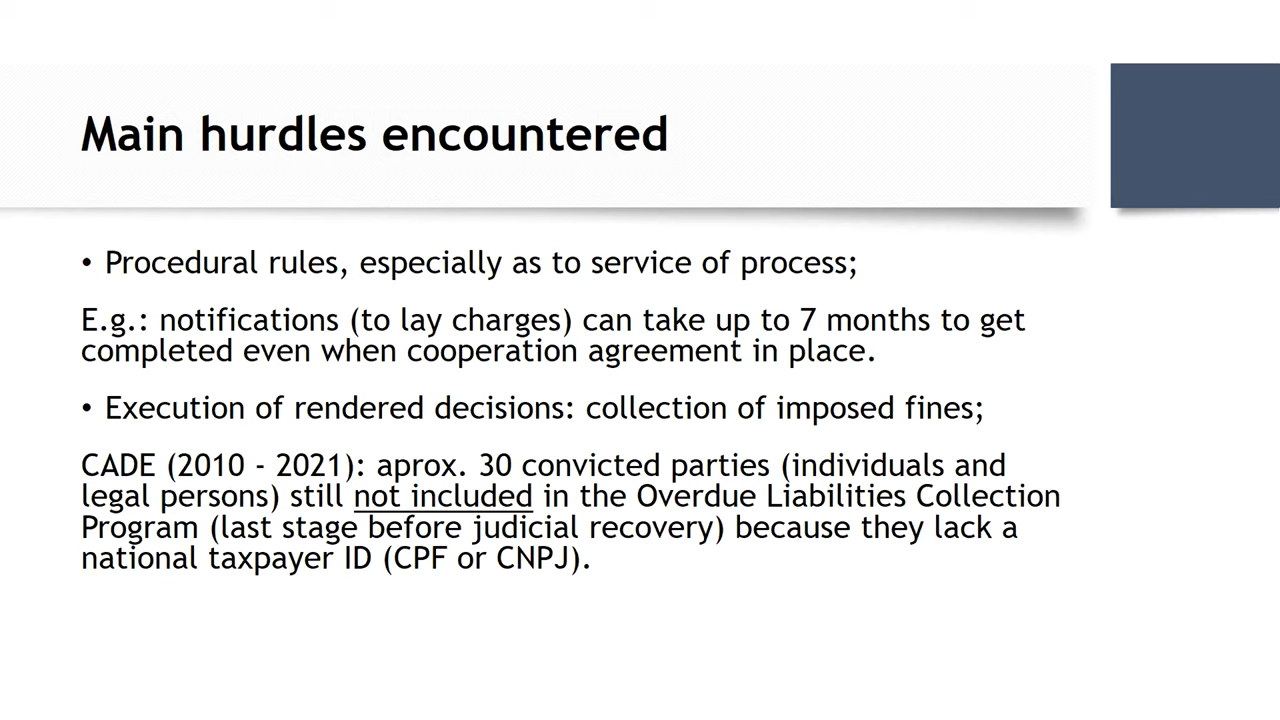 Main hurdles encountered
• Procedural rules, especially as to service of process;
E.g.: notifications (to lay charges) can take up to 7 months to get
completed even when cooperation agreement in place.
• Execution of rendered decisions: collection of imposed fines;
CADE (2010 - 2021): aprox. 30 convicted parties (individuals and
legal persons) still not included in the Overdue Liabilities Collection
Program (last stage before judicial recovery) because they lack a
national taxpayer ID (CPF or CNPJ).